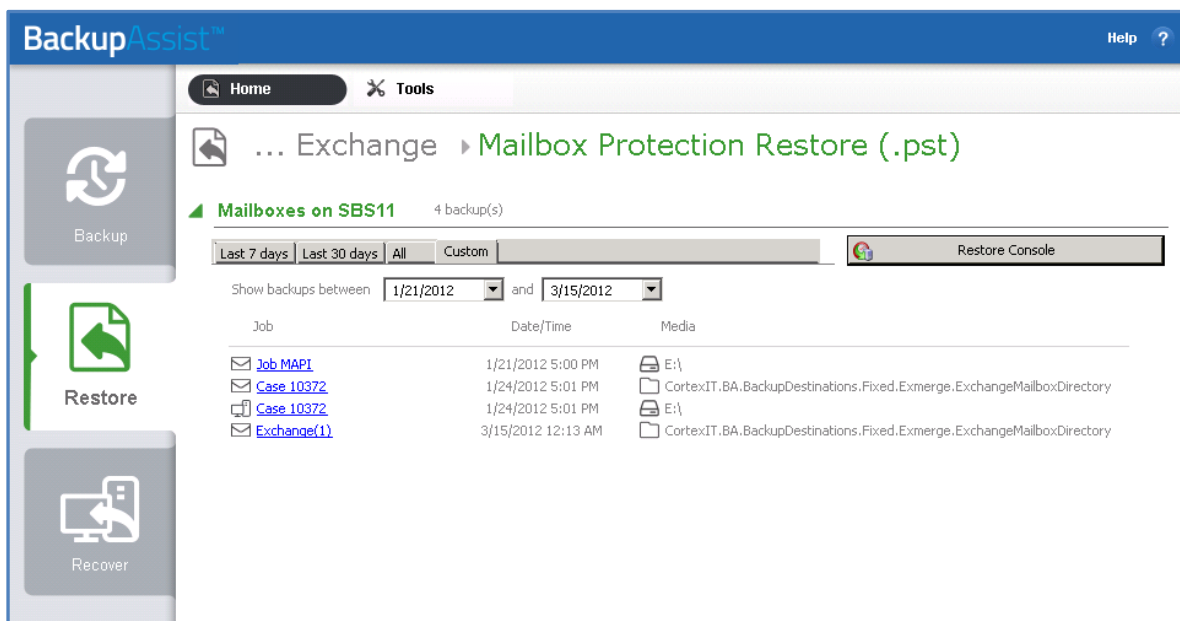 BackupAssist™
Help ?
Home Tools
... Exchange Mailbox Protection Restore (.pst)
Mailboxes on SBS11 4 backup(s)
Last 7 days Last 30 days All Custom Restore Console
Show backups between 1/21/2012 and 3/15/2012
Job Date/Time Media
Job MAPI 1/21/2012 5:00 PM E:\
Case 10372 1/24/2012 5:01 PM CortexIT.BA.BackupDestinations.Fixed.Exmerge.ExchangeMailboxDirectory
Case 10372 1/24/2012 5:01 PM E:\
Exchange(1) 3/15/2012 12:13 AM CortexIT.BA.BackupDestinations.Fixed.Exmerge.ExchangeMailboxDirectory
Backup
Restore
Recover